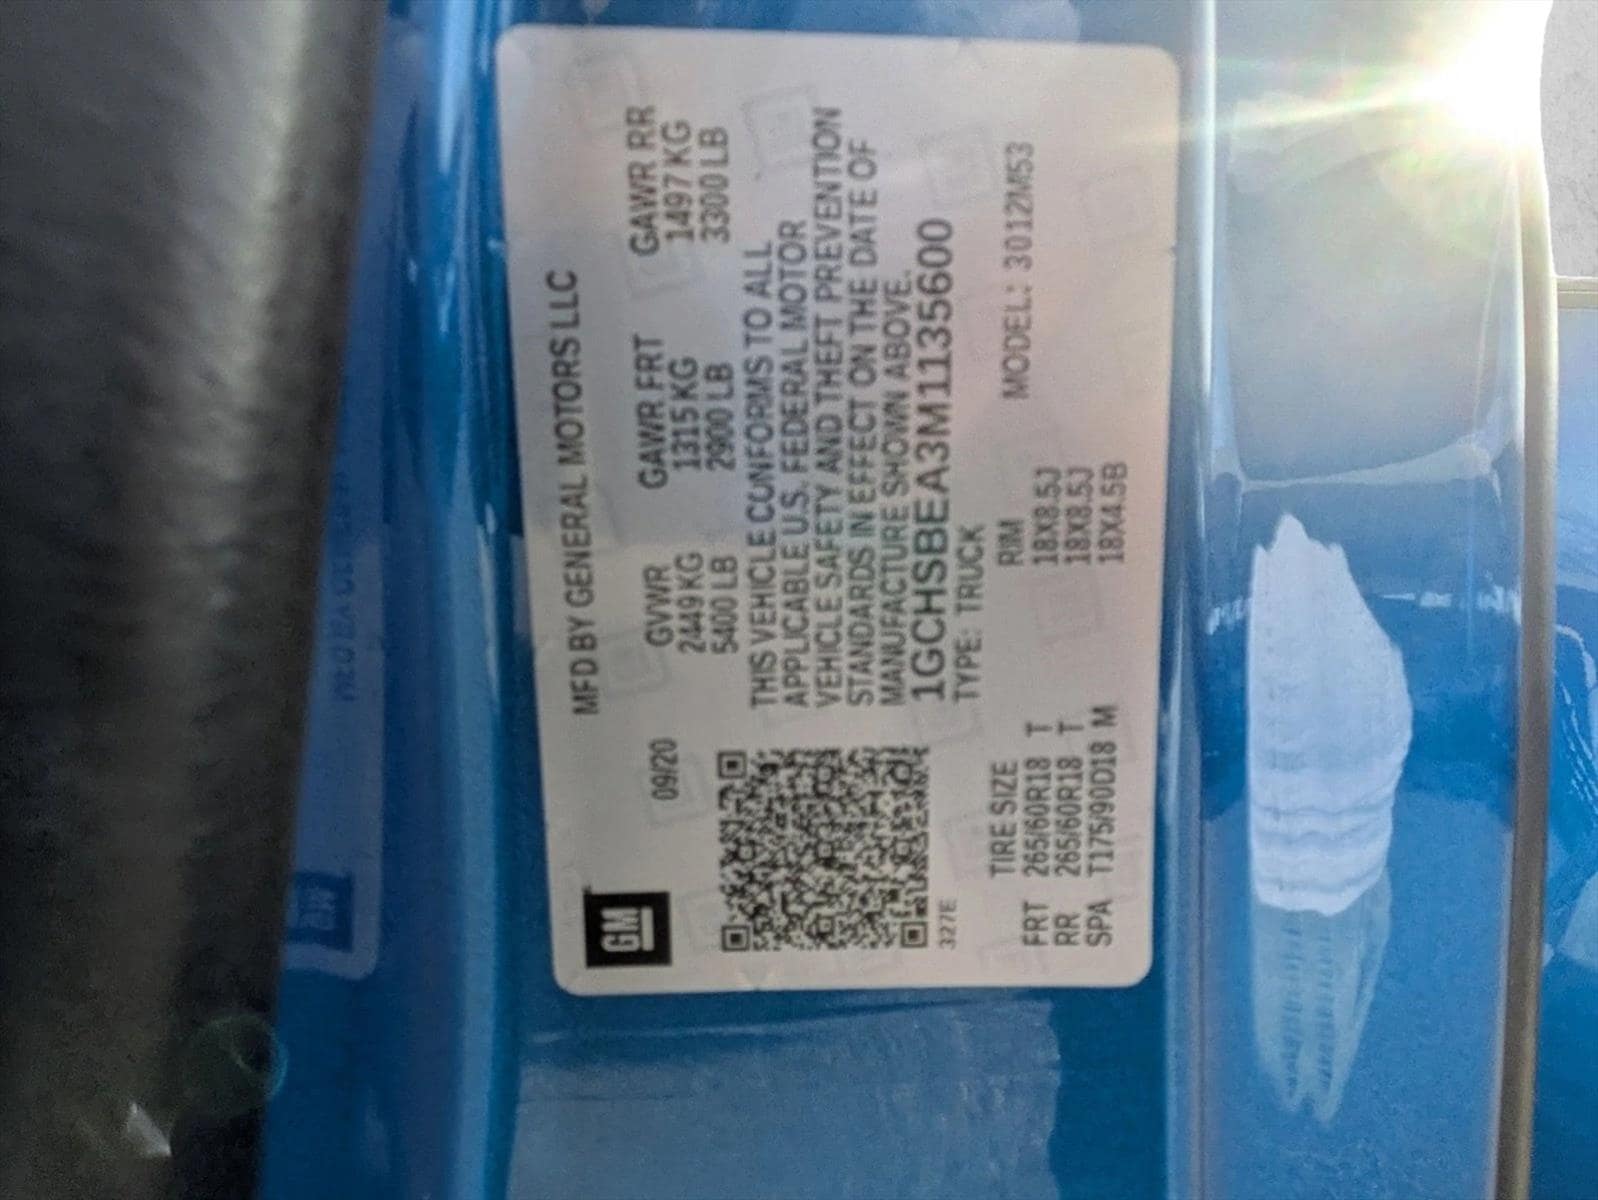 GM
MFD BY GENERAL MOTORS LLC
09/20
GVWR GAWR FRT GAWR RR
2449 KG 1315 KG 1497 KG
5400 LB 2900 LB 3300 LB
THIS VEHICLE CONFORMS TO ALL
APPLICABLE U.S. FEDERAL MOTOR
VEHICLE SAFETY AND THEFT PREVENTION
STANDARDS IN EFFECT ON THE DATE OF
MANUFACTURE SHOWN ABOVE.
1GCHSBEA3M1135600
327E
TYPE: TRUCK
TIRE SIZE RIM MODEL: 3012M53
FRT 265/60R18 T 18X8.5J
RR 265/60R18 T 18X8.5J
SPA T175/90D18 M 18X4.5B